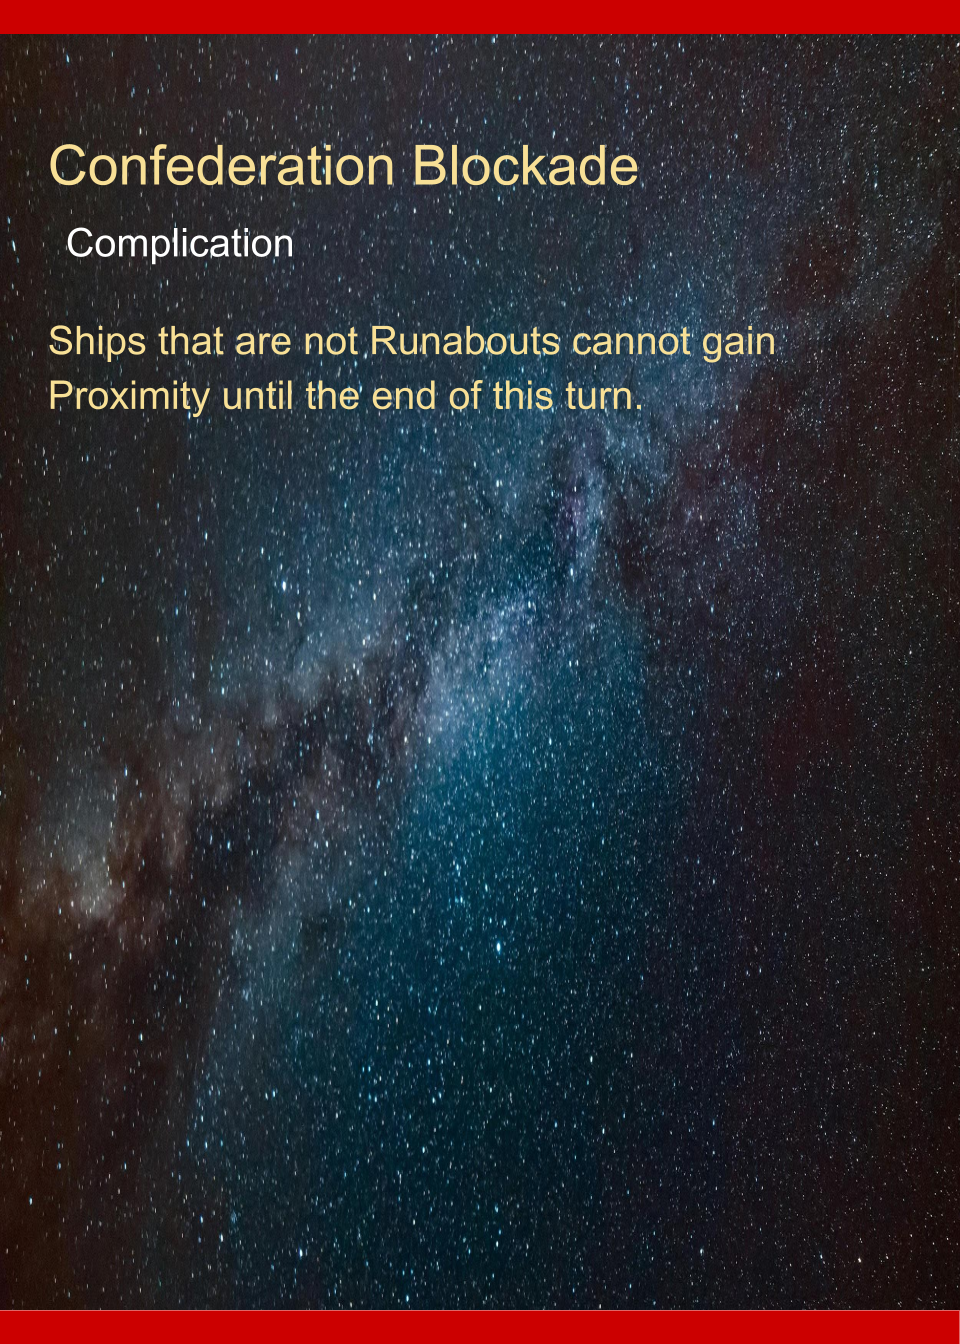 Confederation Blockade
Complication
Ships that are not Runabouts cannot gain
Proximity until the end of this turn.